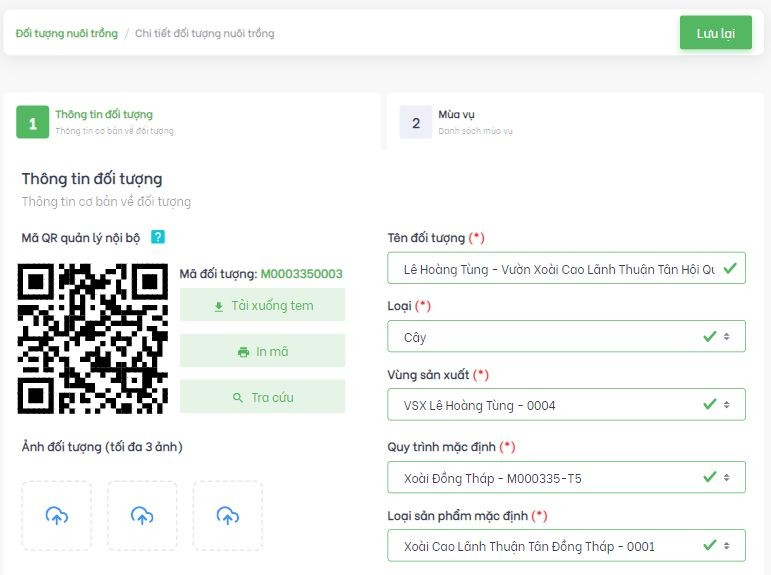 Đối tượng nuôi trồng / Chi tiết đối tượng nuôi trồng
Lưu lại
1
Thông tin đối tượng
Thông tin cơ bản về đối tượng
2
Mùa vụ
Danh sách mùa vụ
Thông tin đối tượng
Thông tin cơ bản về đối tượng
Mã QR quản lý nội bộ ?
Mã đối tượng: M0003350003
Tải xuống tem
In mã
Tra cứu
Ảnh đối tượng (tối đa 3 ảnh)
Tên đối tượng (*)
Lê Hoàng Tùng - Vườn Xoài Cao Lãnh Thuận Tân Hội Qu
Loại (*)
Cây
Vùng sản xuất (*)
VSX Lê Hoàng Tùng - 0004
Quy trình mặc định (*)
Xoài Đồng Tháp - M000335-T5
Loại sản phẩm mặc định (*)
Xoài Cao Lãnh Thuận Tân Đồng Tháp - 0001